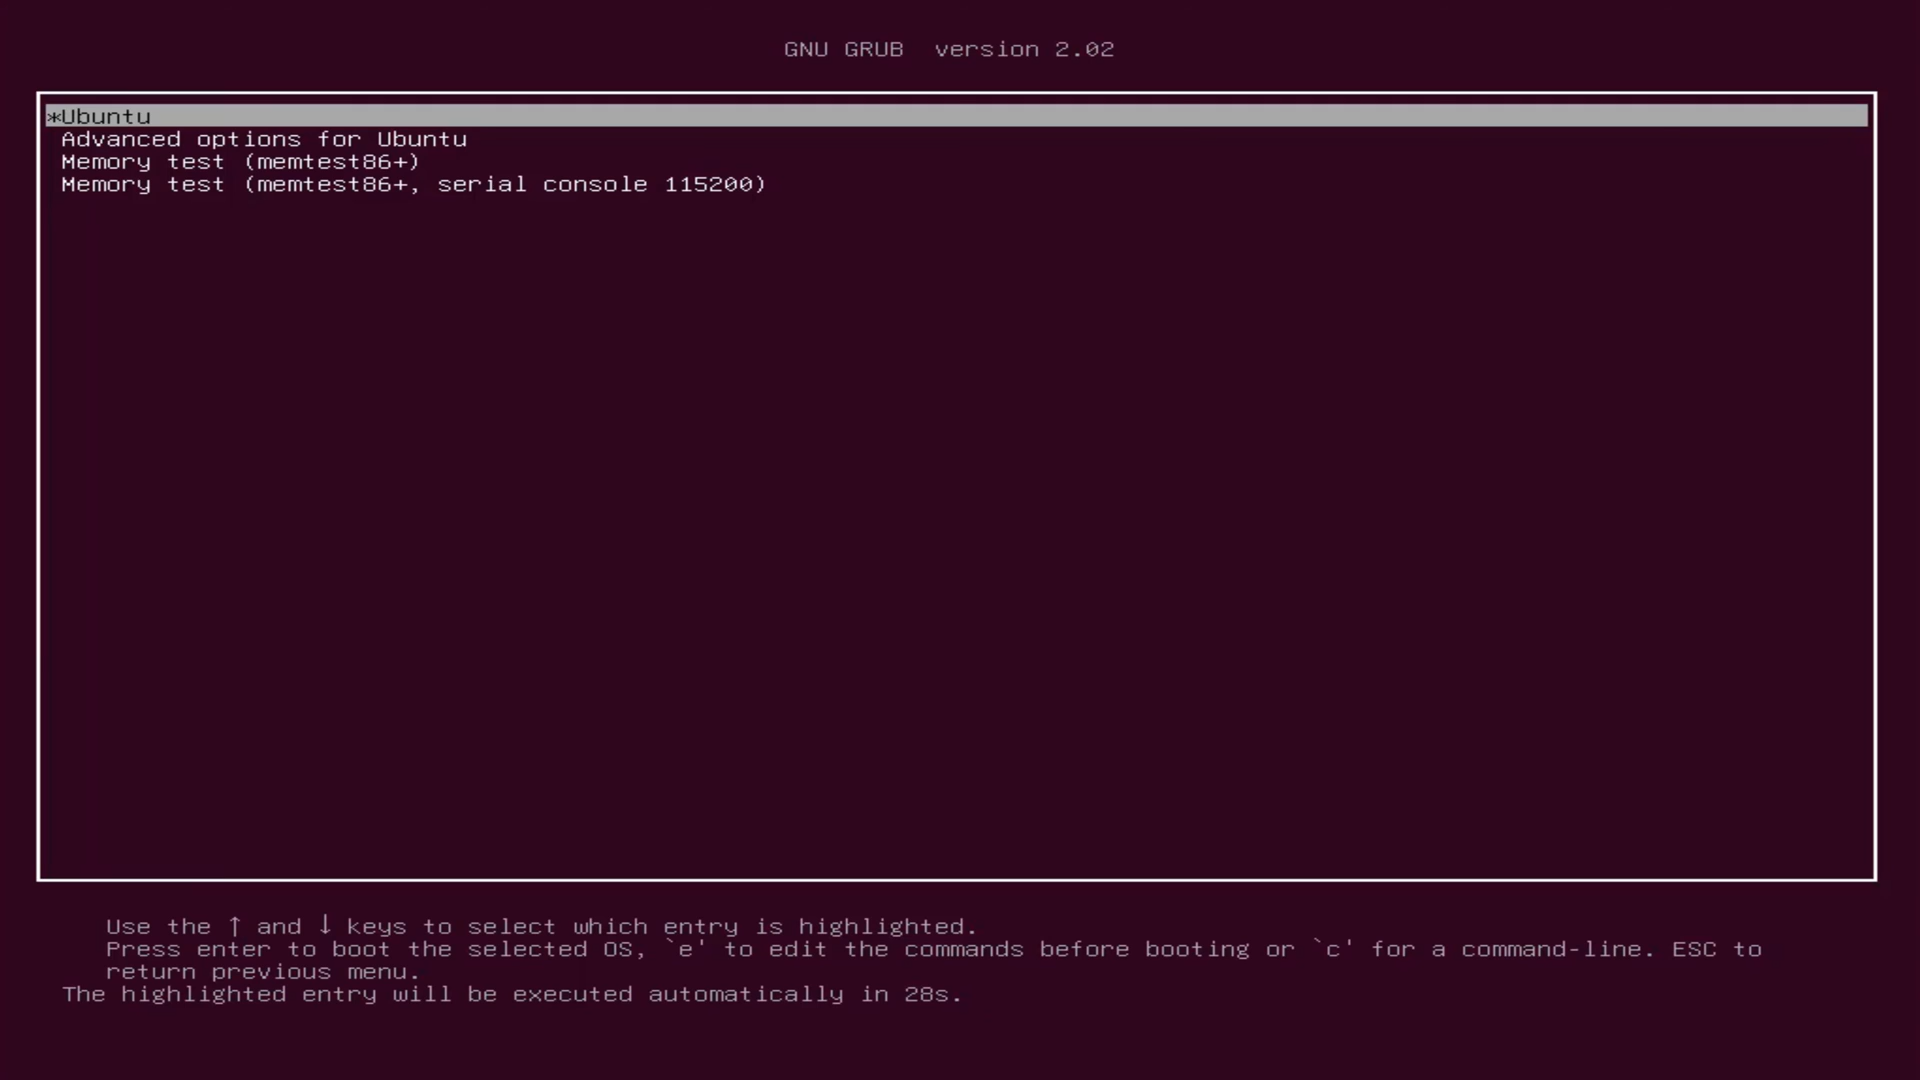 GNU GRUB  version 2.02
*Ubuntu
Advanced options for Ubuntu
Memory test (memtest86+)
Memory test (memtest86+, serial console 115200)
Use the ↑ and ↓ keys to select which entry is highlighted.
Press enter to boot the selected OS, `e' to edit the commands before booting or `c' for a command-line. ESC to
return previous menu.
The highlighted entry will be executed automatically in 28s.